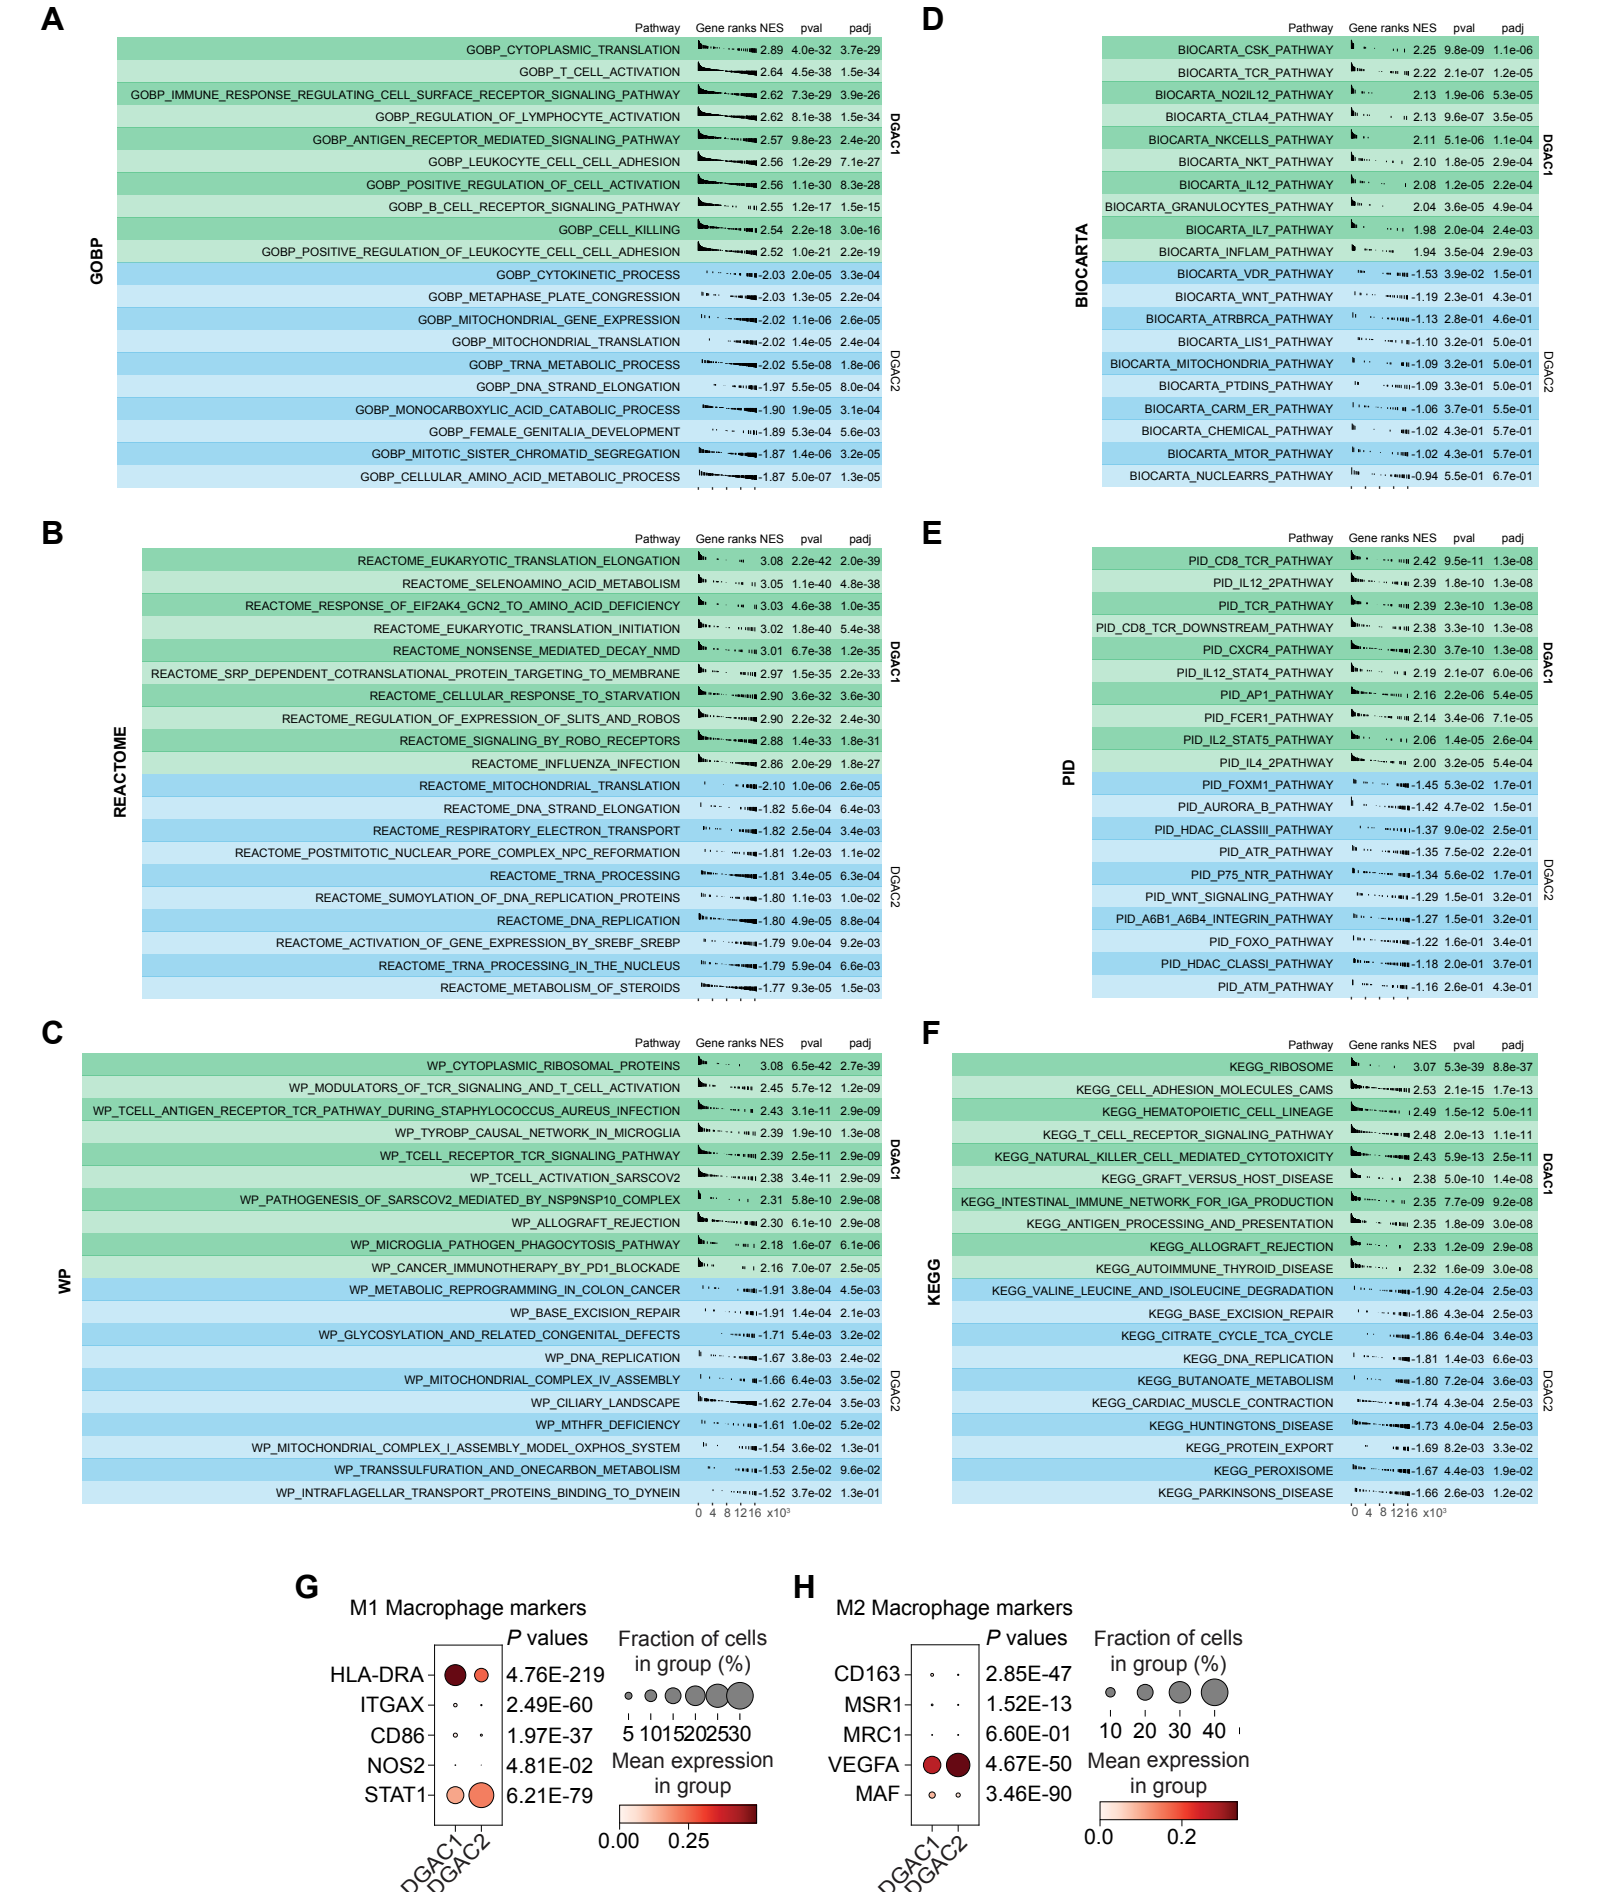 A
Pathway Gene ranks NES pval padj
GOBP_CYTOPLASMIC_TRANSLATION 2.89 4.0e-32 3.7e-29
GOBP_T_CELL_ACTIVATION 2.64 4.5e-38 1.5e-34
GOBP_IMMUNE_RESPONSE_REGULATING_CELL_SURFACE_RECEPTOR_SIGNALING_PATHWAY 2.62 7.3e-29 3.9e-26
GOBP_REGULATION_OF_LYMPHOCYTE_ACTIVATION 2.62 8.1e-38 1.5e-34
GOBP_ANTIGEN_RECEPTOR_MEDIATED_SIGNALING_PATHWAY 2.57 9.8e-23 2.4e-20
GOBP_LEUKOCYTE_CELL_CELL_ADHESION 2.56 1.2e-29 7.1e-27
GOBP_POSITIVE_REGULATION_OF_CELL_ACTIVATION 2.56 1.1e-30 8.3e-28
GOBP_B_CELL_RECEPTOR_SIGNALING_PATHWAY 2.55 1.2e-17 1.5e-15
GOBP_CELL_KILLING 2.54 2.2e-18 3.0e-16
GOBP_POSITIVE_REGULATION_OF_LEUKOCYTE_CELL_CELL_ADHESION 2.52 1.0e-21 2.2e-19
GOBP_CYTOKINETIC_PROCESS -2.03 2.0e-05 3.3e-04
GOBP_METAPHASE_PLATE_CONGRESSION -2.03 1.3e-05 2.2e-04
GOBP_MITOCHONDRIAL_GENE_EXPRESSION -2.02 1.1e-06 2.6e-05
GOBP_MITOCHONDRIAL_TRANSLATION -2.02 1.4e-05 2.4e-04
GOBP_TRNA_METABOLIC_PROCESS -2.02 5.5e-08 1.8e-06
GOBP_DNA_STRAND_ELONGATION -1.97 5.5e-05 8.0e-04
GOBP_MONOCARBOXYLIC_ACID_CATABOLIC_PROCESS -1.90 1.9e-05 3.1e-04
GOBP_FEMALE_GENITALIA_DEVELOPMENT -1.89 5.3e-04 5.6e-03
GOBP_MITOTIC_SISTER_CHROMATID_SEGREGATION -1.87 1.4e-06 3.2e-05
GOBP_CELLULAR_AMINO_ACID_METABOLIC_PROCESS -1.87 5.0e-07 1.3e-05
GOBP
DGAC1
DGAC2
D
Pathway Gene ranks NES pval padj
BIOCARTA_CSK_PATHWAY 2.25 9.8e-09 1.1e-06
BIOCARTA_TCR_PATHWAY 2.22 2.1e-07 1.2e-05
BIOCARTA_NO2IL12_PATHWAY 2.13 1.9e-06 5.3e-05
BIOCARTA_CTLA4_PATHWAY 2.13 9.6e-07 3.5e-05
BIOCARTA_NKCELLS_PATHWAY 2.11 5.1e-06 1.1e-04
BIOCARTA_NKT_PATHWAY 2.10 1.8e-05 2.9e-04
BIOCARTA_IL12_PATHWAY 2.08 1.2e-05 2.2e-04
BIOCARTA_GRANULOCYTES_PATHWAY 2.04 3.6e-05 4.9e-04
BIOCARTA_IL7_PATHWAY 1.98 2.0e-04 2.4e-03
BIOCARTA_INFLAM_PATHWAY 1.94 3.5e-04 2.9e-03
BIOCARTA_VDR_PATHWAY -1.53 3.9e-02 1.5e-01
BIOCARTA_WNT_PATHWAY -1.19 2.3e-01 4.3e-01
BIOCARTA_ATRBRCA_PATHWAY -1.13 2.8e-01 4.6e-01
BIOCARTA_LIS1_PATHWAY -1.10 3.2e-01 5.0e-01
BIOCARTA_MITOCHONDRIA_PATHWAY -1.09 3.2e-01 5.0e-01
BIOCARTA_PTDINS_PATHWAY -1.09 3.3e-01 5.0e-01
BIOCARTA_CARM_ER_PATHWAY -1.06 3.7e-01 5.5e-01
BIOCARTA_CHEMICAL_PATHWAY -1.02 4.3e-01 5.7e-01
BIOCARTA_MTOR_PATHWAY -1.02 4.3e-01 5.7e-01
BIOCARTA_NUCLEARRS_PATHWAY -0.94 5.5e-01 6.7e-01
BIOCARTA
DGAC1
DGAC2
B
Pathway Gene ranks NES pval padj
REACTOME_EUKARYOTIC_TRANSLATION_ELONGATION 3.08 2.2e-42 2.0e-39
REACTOME_SELENOAMINO_ACID_METABOLISM 3.05 1.1e-40 4.8e-38
REACTOME_RESPONSE_OF_EIF2AK4_GCN2_TO_AMINO_ACID_DEFICIENCY 3.03 4.6e-38 1.0e-35
REACTOME_EUKARYOTIC_TRANSLATION_INITIATION 3.02 1.8e-40 5.4e-38
REACTOME_NONSENSE_MEDIATED_DECAY_NMD 3.01 6.7e-38 1.2e-35
REACTOME_SRP_DEPENDENT_COTRANSLATIONAL_PROTEIN_TARGETING_TO_MEMBRANE 2.97 1.5e-35 2.2e-33
REACTOME_CELLULAR_RESPONSE_TO_STARVATION 2.90 3.6e-32 3.6e-30
REACTOME_REGULATION_OF_EXPRESSION_OF_SLITS_AND_ROBOS 2.90 2.2e-32 2.4e-30
REACTOME_SIGNALING_BY_ROBO_RECEPTORS 2.88 1.4e-33 1.8e-31
REACTOME_INFLUENZA_INFECTION 2.86 2.0e-29 1.8e-27
REACTOME_MITOCHONDRIAL_TRANSLATION -2.10 1.0e-06 2.6e-05
REACTOME_DNA_STRAND_ELONGATION -1.82 5.6e-04 6.4e-03
REACTOME_RESPIRATORY_ELECTRON_TRANSPORT -1.82 2.5e-04 3.4e-03
REACTOME_POSTMITOTIC_NUCLEAR_PORE_COMPLEX_NPC_REFORMATION -1.81 1.2e-03 1.1e-02
REACTOME_TRNA_PROCESSING -1.81 3.4e-05 6.3e-04
REACTOME_SUMOYLATION_OF_DNA_REPLICATION_PROTEINS -1.80 1.1e-03 1.0e-02
REACTOME_DNA_REPLICATION -1.80 4.9e-05 8.8e-04
REACTOME_ACTIVATION_OF_GENE_EXPRESSION_BY_SREBF_SREBP -1.79 9.0e-04 9.2e-03
REACTOME_TRNA_PROCESSING_IN_THE_NUCLEUS -1.79 5.9e-04 6.6e-03
REACTOME_METABOLISM_OF_STEROIDS -1.77 9.3e-05 1.5e-03
REACTOME
DGAC1
DGAC2
E
Pathway Gene ranks NES pval padj
PID_CD8_TCR_PATHWAY 2.42 9.5e-11 1.3e-08
PID_IL12_2PATHWAY 2.39 1.8e-10 1.3e-08
PID_TCR_PATHWAY 2.39 2.3e-10 1.3e-08
PID_CD8_TCR_DOWNSTREAM_PATHWAY 2.38 3.3e-10 1.3e-08
PID_CXCR4_PATHWAY 2.30 3.7e-10 1.3e-08
PID_IL12_STAT4_PATHWAY 2.19 2.1e-07 6.0e-06
PID_AP1_PATHWAY 2.16 2.2e-06 5.4e-05
PID_FCER1_PATHWAY 2.14 3.4e-06 7.1e-05
PID_IL2_STAT5_PATHWAY 2.06 1.4e-05 2.6e-04
PID_IL4_2PATHWAY 2.00 3.2e-05 5.4e-04
PID_FOXM1_PATHWAY -1.45 5.3e-02 1.7e-01
PID_AURORA_B_PATHWAY -1.42 4.7e-02 1.5e-01
PID_HDAC_CLASSIII_PATHWAY -1.37 9.0e-02 2.5e-01
PID_ATR_PATHWAY -1.35 7.5e-02 2.2e-01
PID_P75_NTR_PATHWAY -1.34 5.6e-02 1.7e-01
PID_WNT_SIGNALING_PATHWAY -1.29 1.5e-01 3.2e-01
PID_A6B1_A6B4_INTEGRIN_PATHWAY -1.27 1.5e-01 3.2e-01
PID_FOXO_PATHWAY -1.22 1.6e-01 3.4e-01
PID_HDAC_CLASSI_PATHWAY -1.18 2.0e-01 3.7e-01
PID_ATM_PATHWAY -1.16 2.6e-01 4.3e-01
PID
DGAC1
DGAC2
C
Pathway Gene ranks NES pval padj
WP_CYTOPLASMIC_RIBOSOMAL_PROTEINS 3.08 6.5e-42 2.7e-39
WP_MODULATORS_OF_TCR_SIGNALING_AND_T_CELL_ACTIVATION 2.45 5.7e-12 1.2e-09
WP_TCELL_ANTIGEN_RECEPTOR_TCR_PATHWAY_DURING_STAPHYLOCOCCUS_AUREUS_INFECTION 2.43 3.1e-11 2.9e-09
WP_TYROBP_CAUSAL_NETWORK_IN_MICROGLIA 2.39 1.9e-10 1.3e-08
WP_TCELL_RECEPTOR_TCR_SIGNALING_PATHWAY 2.39 2.5e-11 2.9e-09
WP_TCELL_ACTIVATION_SARSCOV2 2.38 3.4e-11 2.9e-09
WP_PATHOGENESIS_OF_SARSCOV2_MEDIATED_BY_NSP9NSP10_COMPLEX 2.31 5.8e-10 2.9e-08
WP_ALLOGRAFT_REJECTION 2.30 6.1e-10 2.9e-08
WP_MICROGLIA_PATHOGEN_PHAGOCYTOSIS_PATHWAY 2.18 1.6e-07 6.1e-06
WP_CANCER_IMMUNOTHERAPY_BY_PD1_BLOCKADE 2.16 7.0e-07 2.5e-05
WP_METABOLIC_REPROGRAMMING_IN_COLON_CANCER -1.91 3.8e-04 4.5e-03
WP_BASE_EXCISION_REPAIR -1.91 1.4e-04 2.1e-03
WP_GLYCOSYLATION_AND_RELATED_CONGENITAL_DEFECTS -1.71 5.4e-03 3.2e-02
WP_DNA_REPLICATION -1.67 3.8e-03 2.4e-02
WP_MITOCHONDRIAL_COMPLEX_IV_ASSEMBLY -1.66 6.4e-03 3.5e-02
WP_CILIARY_LANDSCAPE -1.62 2.7e-04 3.5e-03
WP_MTHFR_DEFICIENCY -1.61 1.0e-02 5.2e-02
WP_MITOCHONDRIAL_COMPLEX_I_ASSEMBLY_MODEL_OXPHOS_SYSTEM -1.54 3.6e-02 1.3e-01
WP_TRANSSULFURATION_AND_ONECARBON_METABOLISM -1.53 2.5e-02 9.6e-02
WP_INTRAFLAGELLAR_TRANSPORT_PROTEINS_BINDING_TO_DYNEIN -1.52 3.7e-02 1.3e-01
0 4 8 12 16 x10³
WP
DGAC1
DGAC2
F
Pathway Gene ranks NES pval padj
KEGG_RIBOSOME 3.07 5.3e-39 8.8e-37
KEGG_CELL_ADHESION_MOLECULES_CAMS 2.53 2.1e-15 1.7e-13
KEGG_HEMATOPOIETIC_CELL_LINEAGE 2.49 1.5e-12 5.0e-11
KEGG_T_CELL_RECEPTOR_SIGNALING_PATHWAY 2.48 2.0e-13 1.1e-11
KEGG_NATURAL_KILLER_CELL_MEDIATED_CYTOTOXICITY 2.43 5.9e-13 2.5e-11
KEGG_GRAFT_VERSUS_HOST_DISEASE 2.38 5.0e-10 1.4e-08
KEGG_INTESTINAL_IMMUNE_NETWORK_FOR_IGA_PRODUCTION 2.35 7.7e-09 9.2e-08
KEGG_ANTIGEN_PROCESSING_AND_PRESENTATION 2.35 1.8e-09 3.0e-08
KEGG_ALLOGRAFT_REJECTION 2.33 1.2e-09 2.9e-08
KEGG_AUTOIMMUNE_THYROID_DISEASE 2.32 1.6e-09 3.0e-08
KEGG_VALINE_LEUCINE_AND_ISOLEUCINE_DEGRADATION -1.90 4.2e-04 2.5e-03
KEGG_BASE_EXCISION_REPAIR -1.86 4.3e-04 2.5e-03
KEGG_CITRATE_CYCLE_TCA_CYCLE -1.86 6.4e-04 3.4e-03
KEGG_DNA_REPLICATION -1.81 1.4e-03 6.6e-03
KEGG_BUTANOATE_METABOLISM -1.80 7.2e-04 3.6e-03
KEGG_CARDIAC_MUSCLE_CONTRACTION -1.74 4.3e-04 2.5e-03
KEGG_HUNTINGTONS_DISEASE -1.73 4.0e-04 2.5e-03
KEGG_PROTEIN_EXPORT -1.69 8.2e-03 3.3e-02
KEGG_PEROXISOME -1.67 4.4e-03 1.9e-02
KEGG_PARKINSONS_DISEASE -1.66 2.6e-03 1.2e-02
0 4 8 12 16 x10³
KEGG
DGAC1
DGAC2
G
M1 Macrophage markers
P values
HLA-DRA 4.76E-219
ITGAX 2.49E-60
CD86 1.97E-37
NOS2 4.81E-02
STAT1 6.21E-79
DGAC1
DGAC2
Fraction of cells
in group (%)
5 10 15 20 25 30
Mean expression
in group
0.00 0.25
H
M2 Macrophage markers
P values
CD163 2.85E-47
MSR1 1.52E-13
MRC1 6.60E-01
VEGFA 4.67E-50
MAF 3.46E-90
DGAC1
DGAC2
Fraction of cells
in group (%)
10 20 30 40
Mean expression
in group
0.0 0.2